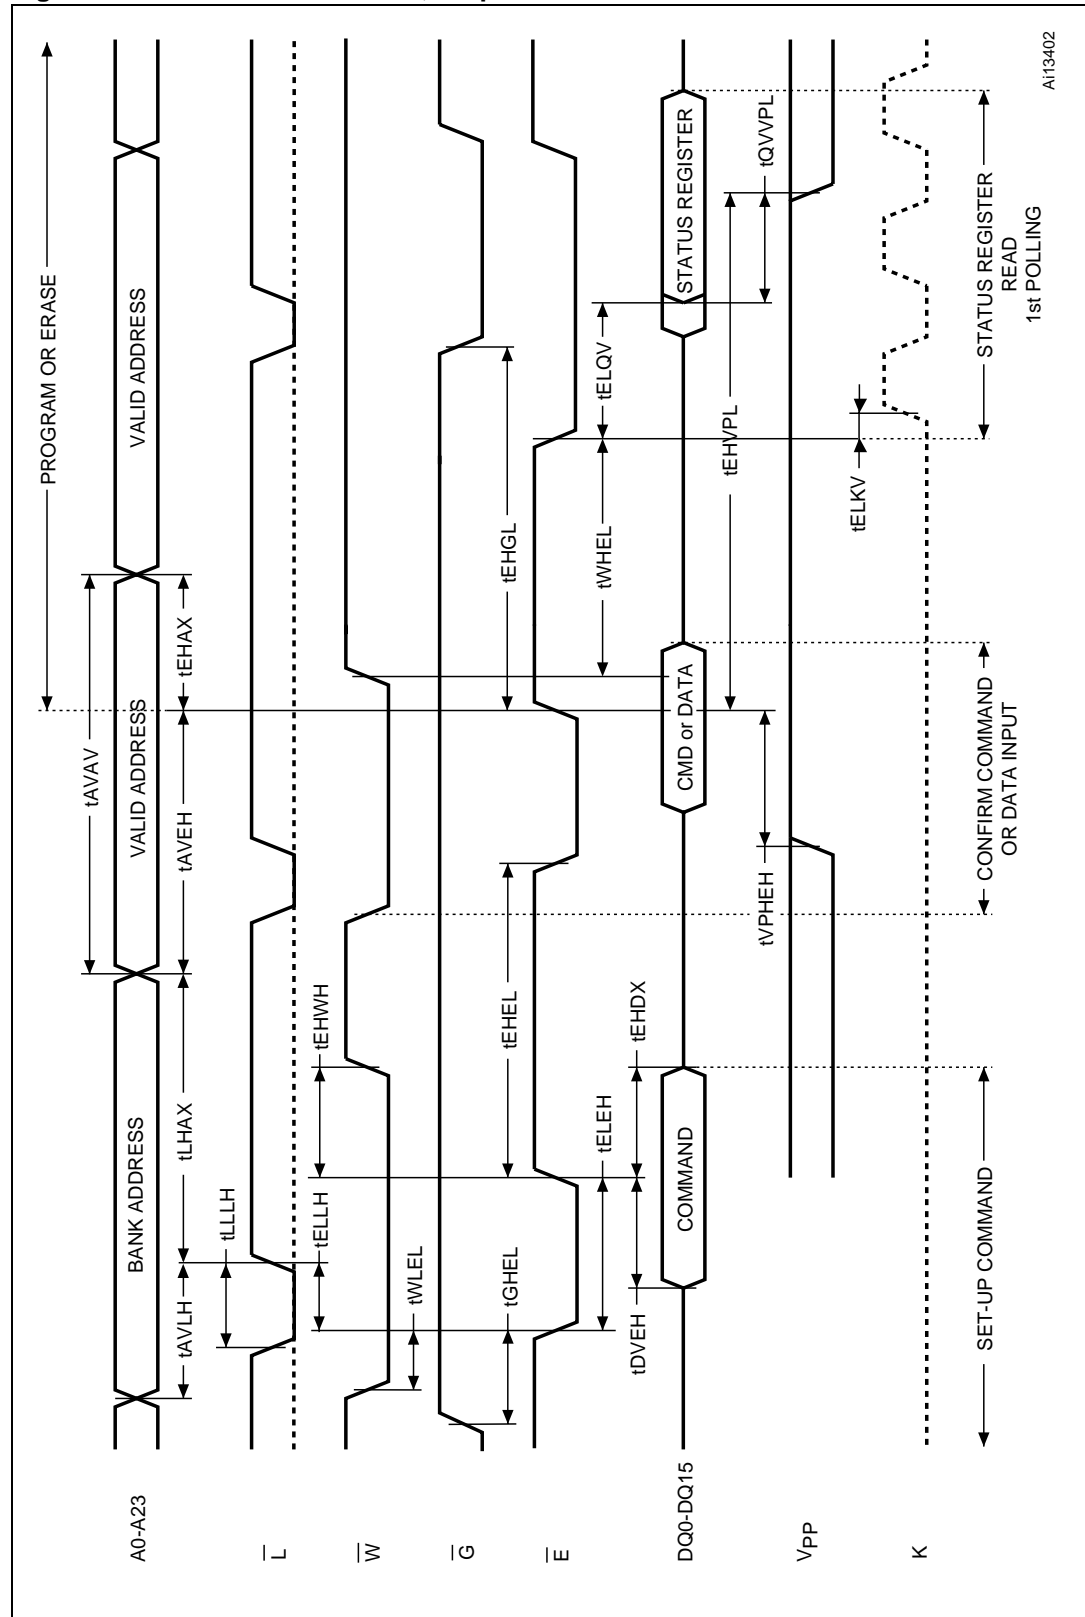 PROGRAM OR ERASE
A0-A23
BANK ADDRESS
VALID ADDRESS
VALID ADDRESS
tAVAV
tAVLH
tLHAX
tAVEH
tEHAX
L
tLLLH
tELLH
tEHWH
W
tWLEL
G
tGHEL
tEHEL
tEHGL
E
tELEH
tWHEL
tELQV
tDVEH
tEHDX
DQ0-DQ15
COMMAND
CMD or DATA
STATUS REGISTER
tEHVPL
tVPHEH
tQVVPL
VPP
tELKV
K
SET-UP COMMAND
CONFIRM COMMAND
OR DATA INPUT
STATUS REGISTER
READ
1st POLLING
Ai13402